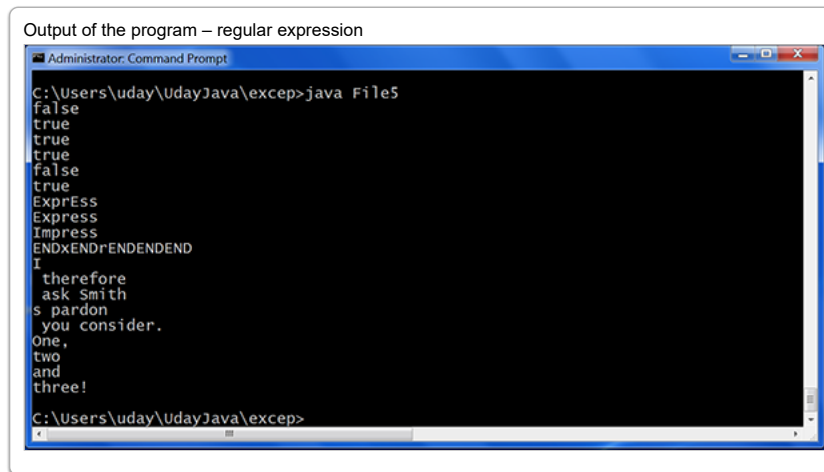 Output of the program – regular expression
Administrator: Command Prompt
C:\Users\uday\UdayJava\excep>java File5
false
true
true
true
false
true
ExprEss
Express
Impress
ENDxENDrENDENDEND
I
 therefore
 ask Smith
s pardon
 you consider.
One,
two
and
three!
C:\Users\uday\UdayJava\excep>